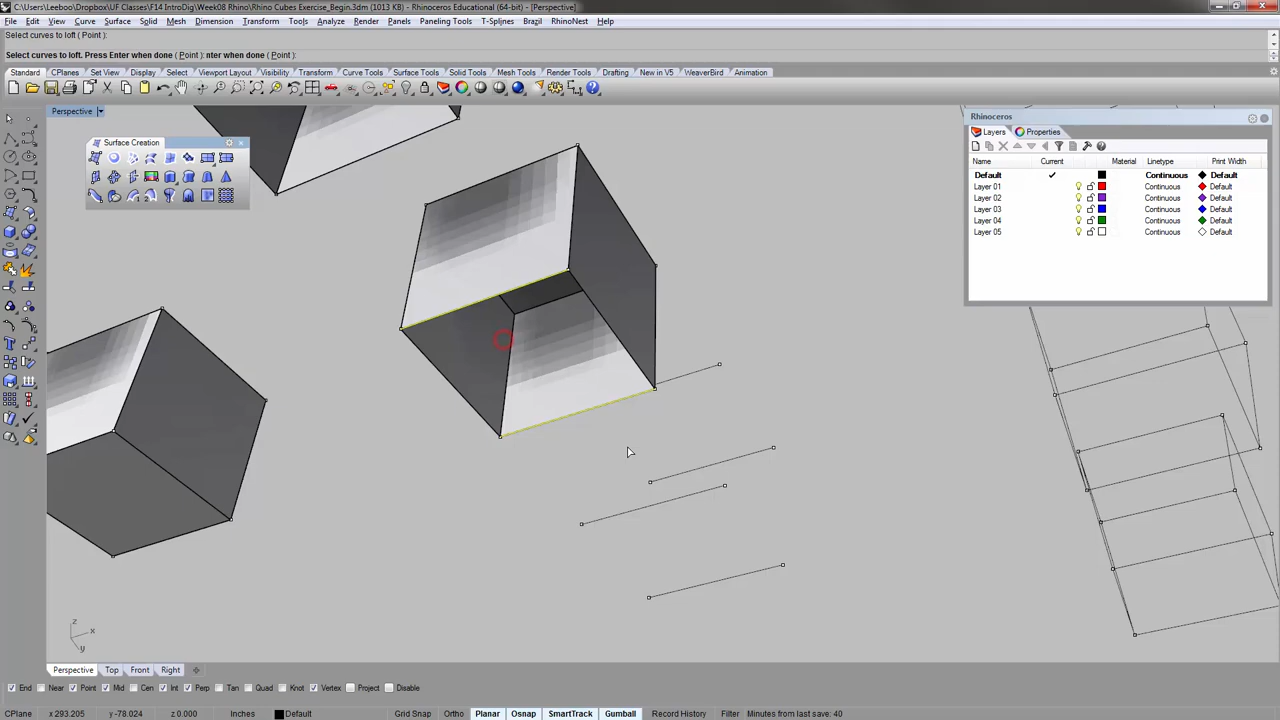 C:\Users\Leeboo\Dropbox\UF Classes\F14 IntroDig\Week08 Rhino\Rhino Cubes Exercise_Begin.3dm (1013 KB) - [Perspective] - Rhinoceros Educational (64-bit) - [Perspective]
File Edit View Curve Surface Solid Mesh Dimension Transform Tools Analyze Render Panels Paneling Tools T-Splines Brazil RhinoNest Help
Select curves to loft ( Point ):
Select curves to loft. Press Enter when done ( Point ): nter when done ( Point ):
Standard CPlanes Set View Display Select Viewport Layout Visibility Transform Curve Tools Surface Tools Solid Tools Mesh Tools Render Tools Drafting New in V5 WeaverBird Animation
Perspective
Rhinoceros
Layers Properties
Surface Creation
Name Current Material Linetype Print Width
Default Continuous Default
Layer 01 Continuous Default
Layer 02 Continuous Default
Layer 03 Continuous Default
Layer 04 Continuous Default
Layer 05 Continuous Default
z
x
y
Perspective Top Front Right
End Near Point Mid Cen Int Perp Tan Quad Knot Vertex Project Disable
CPlane x 293.205 y -78.024 z 0.000 Inches Default Grid Snap Ortho Planar Osnap SmartTrack Gumball Record History Filter Minutes from last save: 40